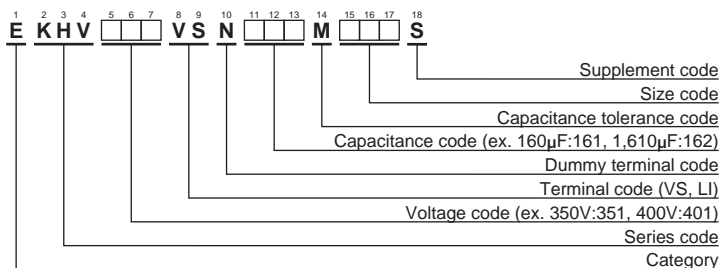 1 2 3 4 5 6 7 8 9 10 11 12 13 14 15 16 17 18
E KHV □□□ VS N □□□ M □□□ S
Supplement code
Size code
Capacitance tolerance code
Capacitance code (ex. 160μF:161, 1,610μF:162)
Dummy terminal code
Terminal code (VS, LI)
Voltage code (ex. 350V:351, 400V:401)
Series code
Category